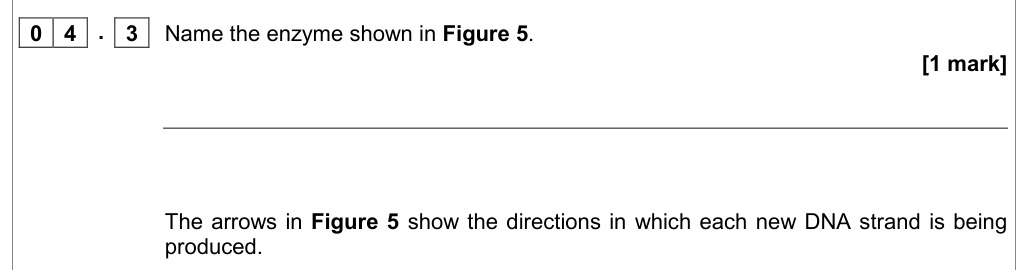 0 4 . 3 Name the enzyme shown in Figure 5.
[1 mark]
The arrows in Figure 5 show the directions in which each new DNA strand is being
produced.